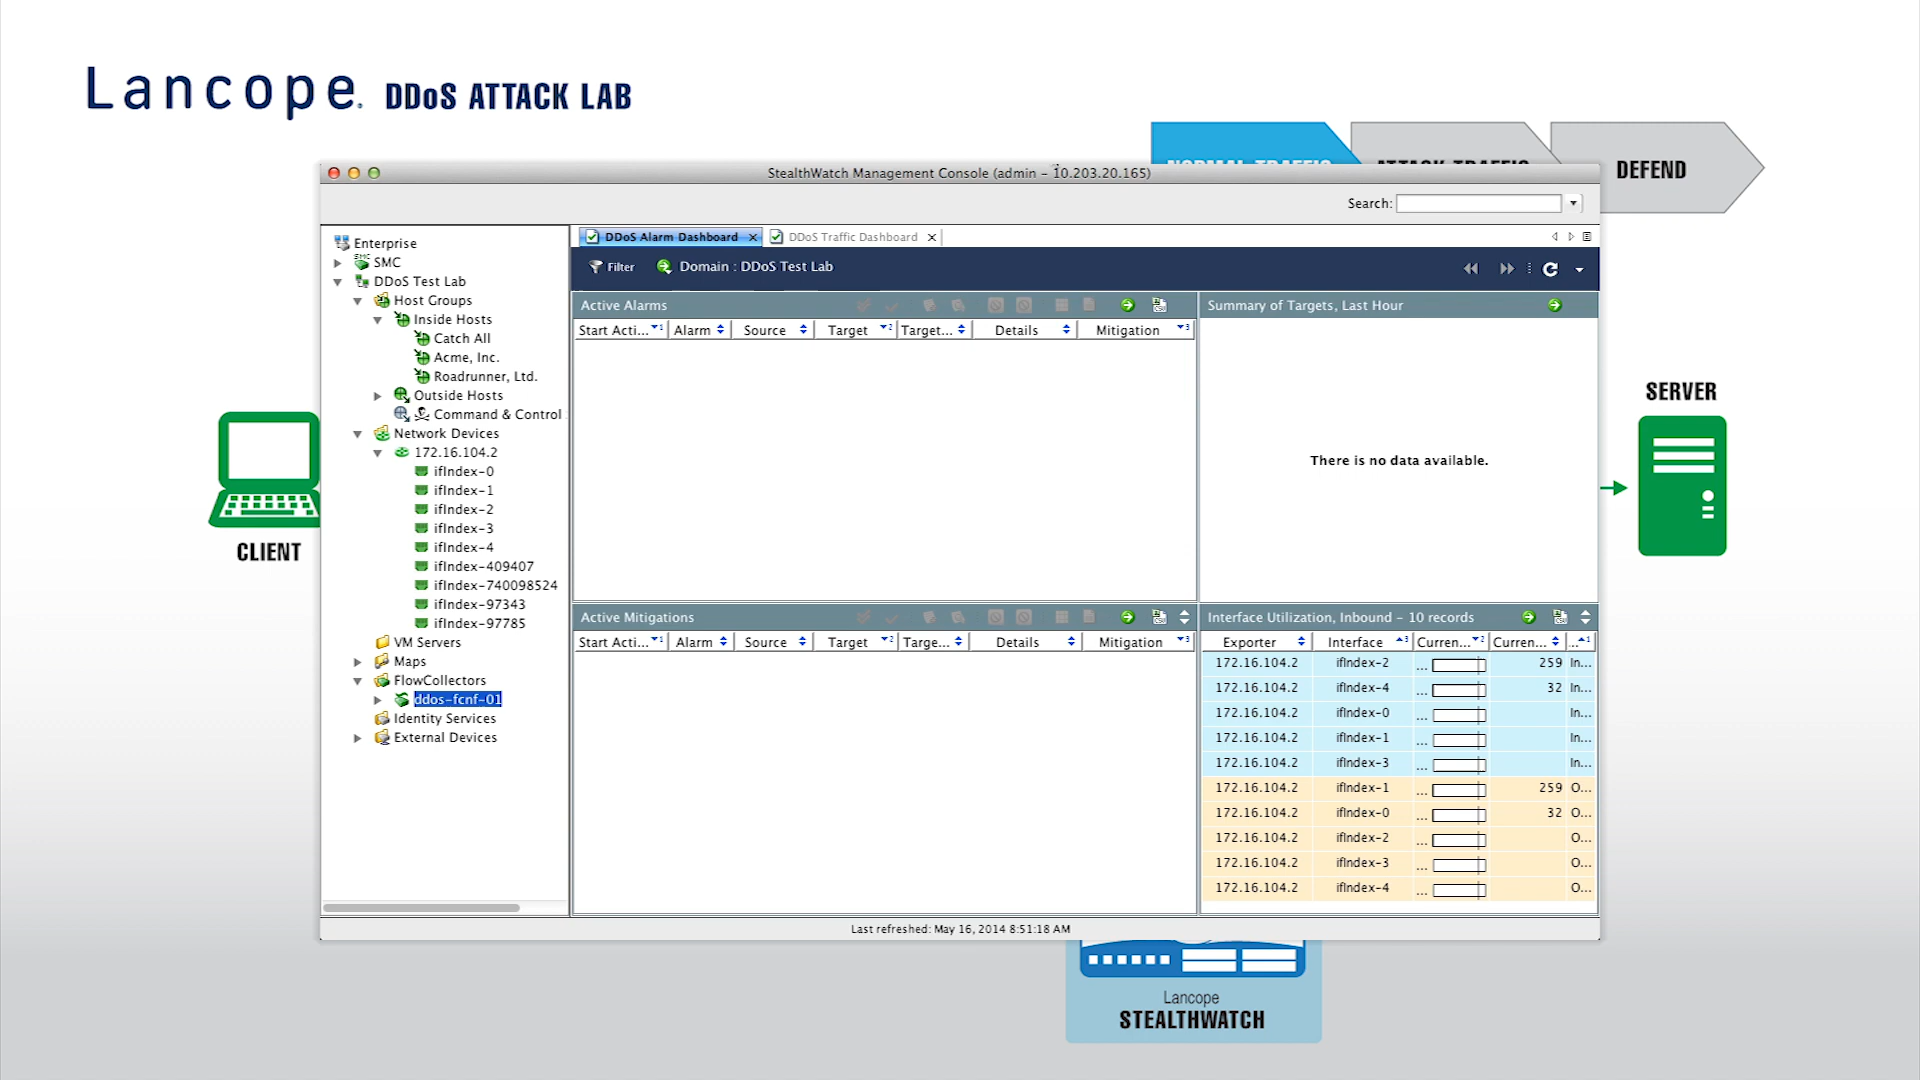 Lancope. DDoS ATTACK LAB
DEFEND
StealthWatch Management Console (admin - 10.203.20.165)
Search:
Enterprise
SMC
DDoS Test Lab
Host Groups
Inside Hosts
Catch All
Acme, Inc.
Roadrunner, Ltd.
Outside Hosts
Command & Control
Network Devices
172.16.104.2
ifIndex-0
ifIndex-1
ifIndex-2
ifIndex-3
ifIndex-4
ifIndex-409407
ifIndex-740098524
ifIndex-97343
ifIndex-97785
VM Servers
Maps
FlowCollectors
ddos-fcnf-01
Identity Services
External Devices
DDoS Alarm Dashboard
DDoS Traffic Dashboard
Filter
Domain : DDoS Test Lab
Active Alarms
Start Acti... Alarm Source Target Target... Details Mitigation
Summary of Targets, Last Hour
There is no data available.
Active Mitigations
Start Acti... Alarm Source Target Targe... Details Mitigation
Interface Utilization, Inbound - 10 records
Exporter Interface Curren... Curren... ...
172.16.104.2 ifIndex-2 ... 259 In...
172.16.104.2 ifIndex-4 ... 32 In...
172.16.104.2 ifIndex-0 ... In...
172.16.104.2 ifIndex-1 ... In...
172.16.104.2 ifIndex-3 ... In...
172.16.104.2 ifIndex-1 ... 259 O...
172.16.104.2 ifIndex-0 ... 32 O...
172.16.104.2 ifIndex-2 ... O...
172.16.104.2 ifIndex-3 ... O...
172.16.104.2 ifIndex-4 ... O...
Last refreshed: May 16, 2014 8:51:18 AM
CLIENT
SERVER
Lancope
STEALTHWATCH